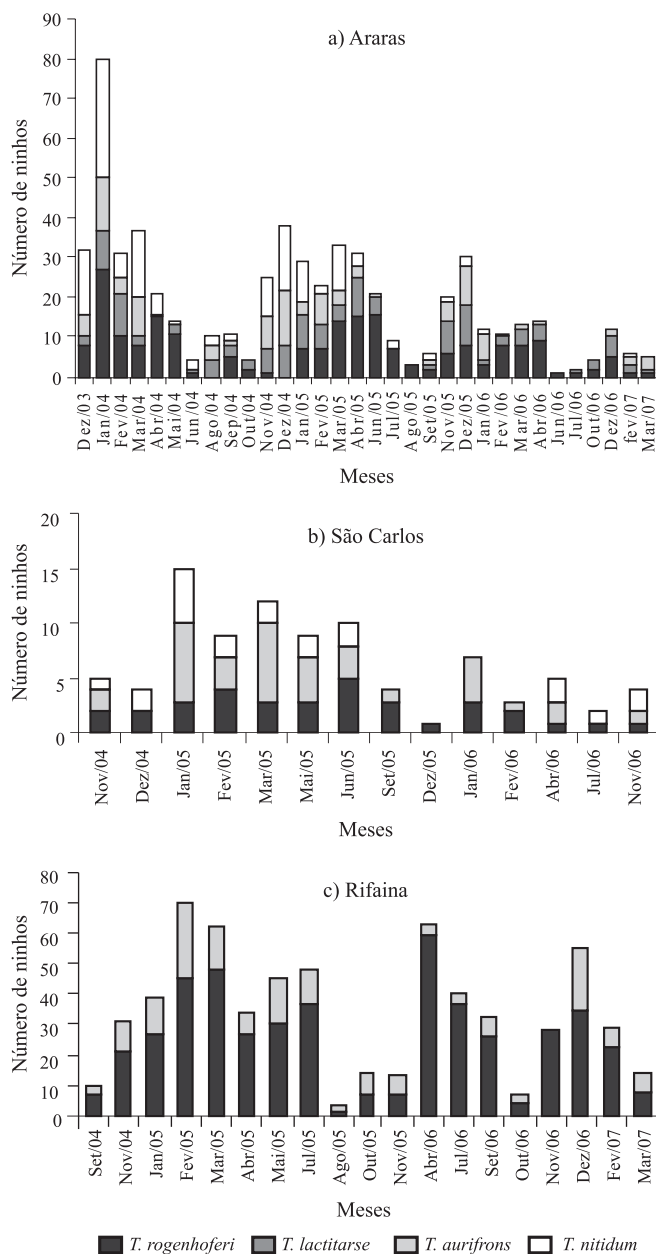 a) Araras
Número de ninhos
90
80
70
60
50
40
30
20
10
0
Dez/03 Jan/04 Fev/04 Mar/04 Abr/04 Mai/04 Jun/04 Ago/04 Sep/04 Out/04 Nov/04 Dez/04 Jan/05 Fev/05 Mar/05 Abr/05 Jun/05 Jul/05 Ago/05 Set/05 Nov/05 Dez/05 Jan/06 Fev/06 Mar/06 Abr/06 Jun/06 Jul/06 Out/06 Dez/06 fev/07 Mar/07
Meses
b) São Carlos
Número de ninhos
20
15
10
5
0
Nov/04 Dez/04 Jan/05 Fev/05 Mar/05 Mai/05 Jun/05 Set/05 Dez/05 Jan/06 Fev/06 Abr/06 Jul/06 Nov/06
Meses
c) Rifaina
Número de ninhos
80
70
60
50
40
30
20
10
0
Set/04 Nov/04 Jan/05 Fev/05 Mar/05 Abr/05 Mai/05 Jul/05 Ago/05 Out/05 Nov/05 Abr/06 Jul/06 Set/06 Out/06 Nov/06 Dez/06 Fev/07 Mar/07
Meses
T. rogenhoferi T. lactitarse T. aurifrons T. nitidum